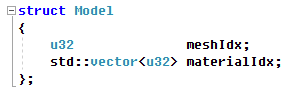 struct Model
{
    u32                 meshIdx;
    std::vector<u32> materialIdx;
};